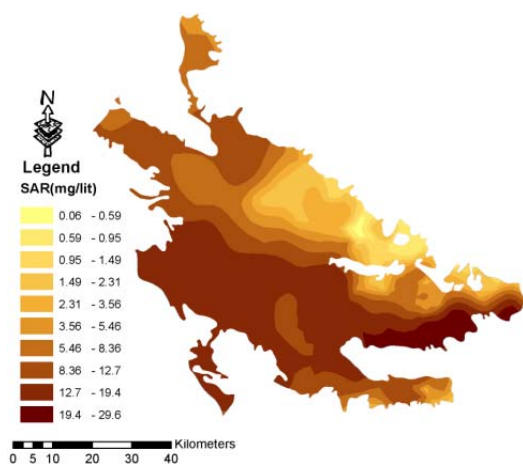 N
Legend
SAR(mg/lit)
0.06 - 0.59
0.59 - 0.95
0.95 - 1.49
1.49 - 2.31
2.31 - 3.56
3.56 - 5.46
5.46 - 8.36
8.36 - 12.7
12.7 - 19.4
19.4 - 29.6
Kilometers
0 5 10 20 30 40